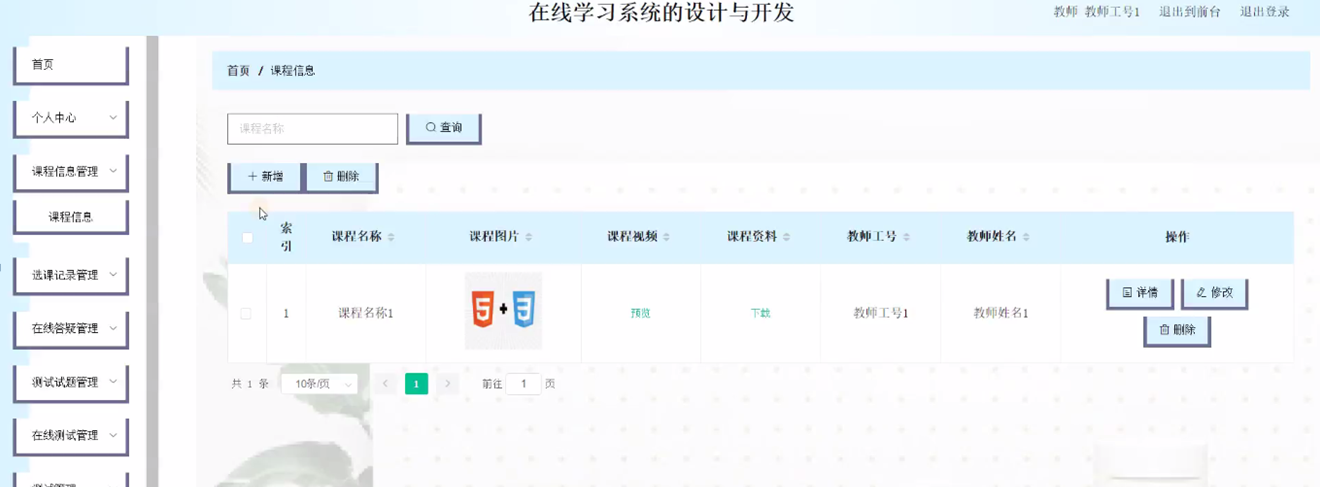 在线学习系统的设计与开发
教师 教师工号1 退出到前台 退出登录
首页
个人中心
课程信息管理
课程信息
选课记录管理
在线答疑管理
测试试题管理
在线测试管理
首页 / 课程信息
课程名称 查询
新增 删除
索引 课程名称 课程图片 课程视频 课程资料 教师工号 教师姓名 操作
1 课程名称1 5 + 3 预览 下载 教师工号1 教师姓名1 详情 修改
删除
共 1 条 10条/页 1 前往 1 页